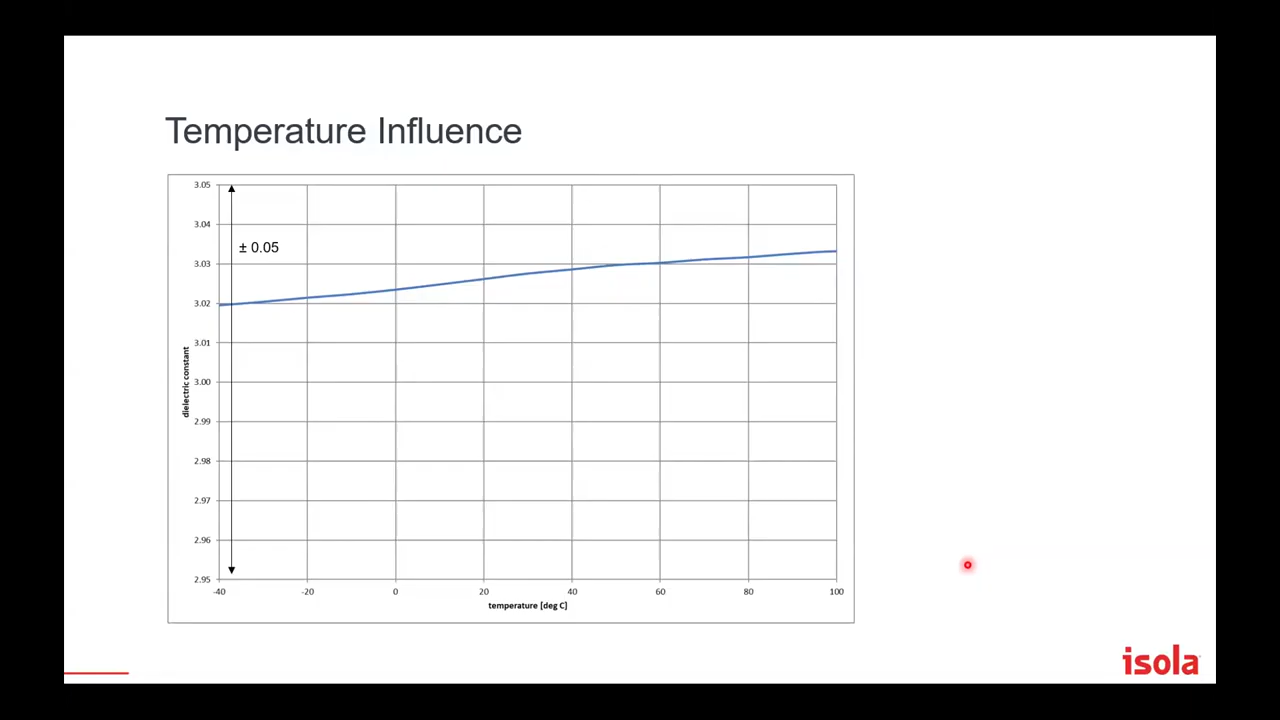 Temperature Influence
3.05
± 0.05
3.04
3.03
3.02
3.01
3.00
2.99
2.98
2.97
2.96
2.95
dielectric constant
-40 -20 0 20 40 60 80 100
temperature [deg C]
isola